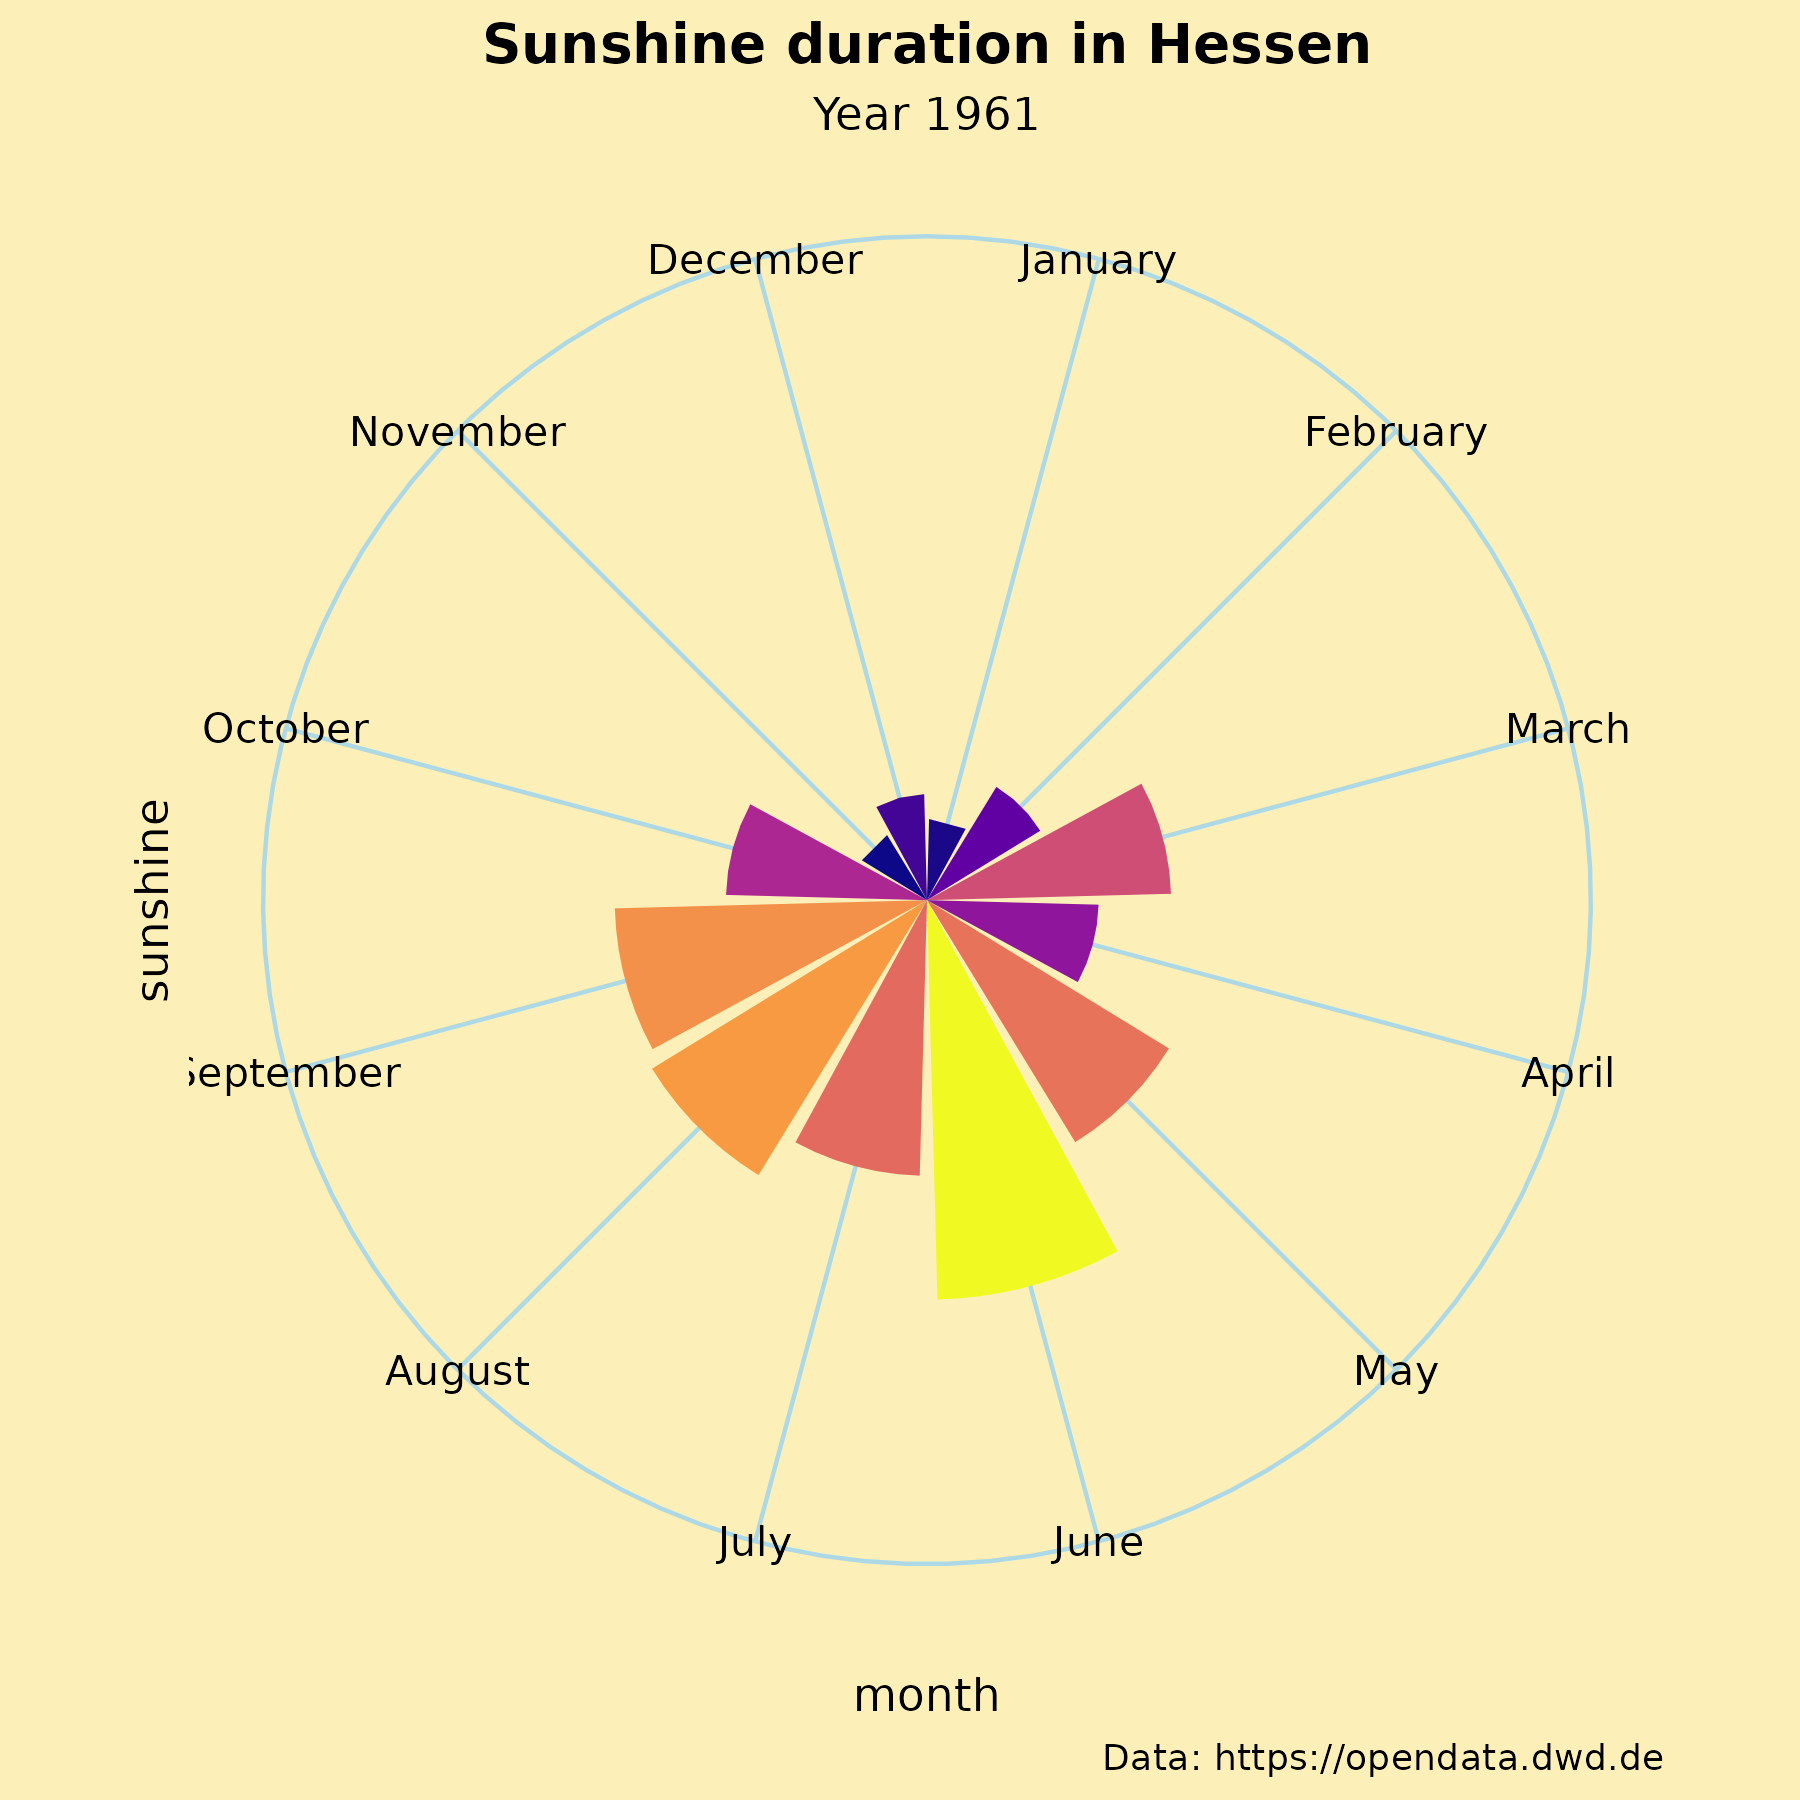 Sunshine duration in Hessen
Year 1961
December
January
November
February
October
March
sunshine
September
April
August
May
July
June
month
Data: https://opendata.dwd.de